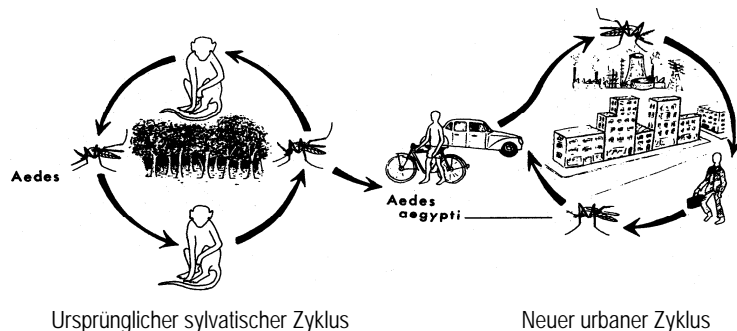 Aedes
Aedes
aegypti
Ursprünglicher sylvatischer Zyklus
Neuer urbaner Zyklus